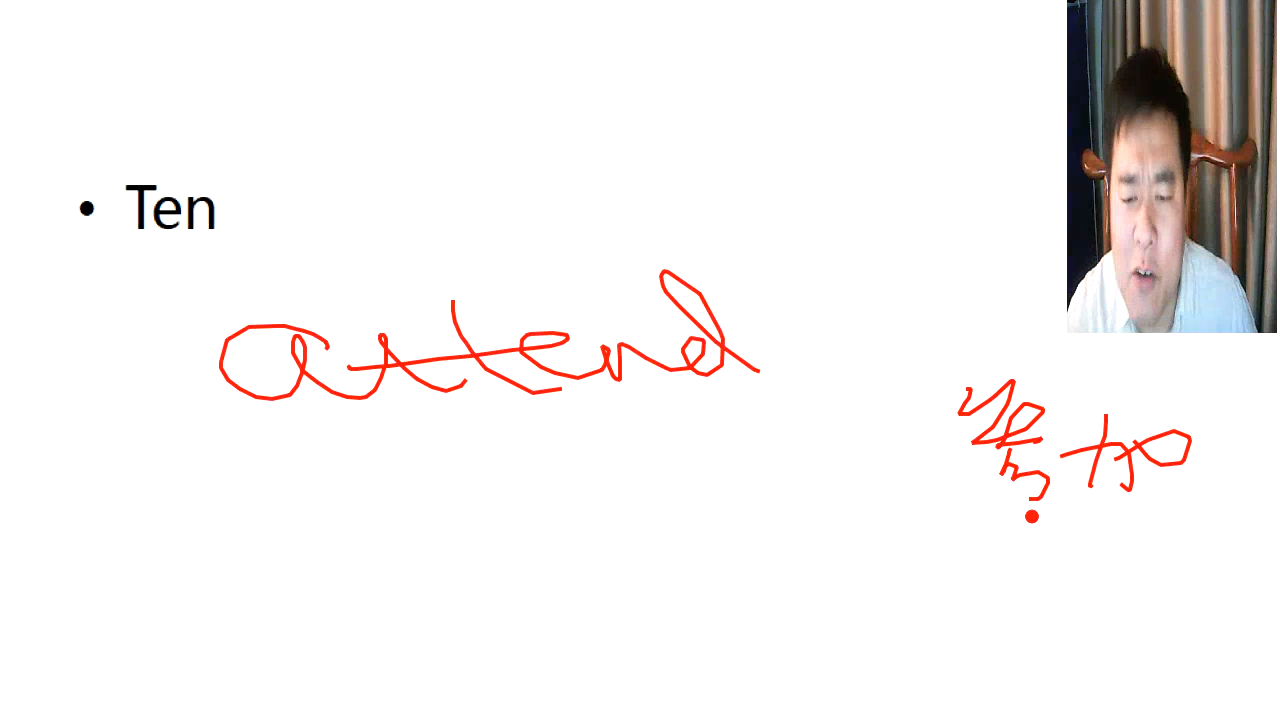 • Ten
attend
参加